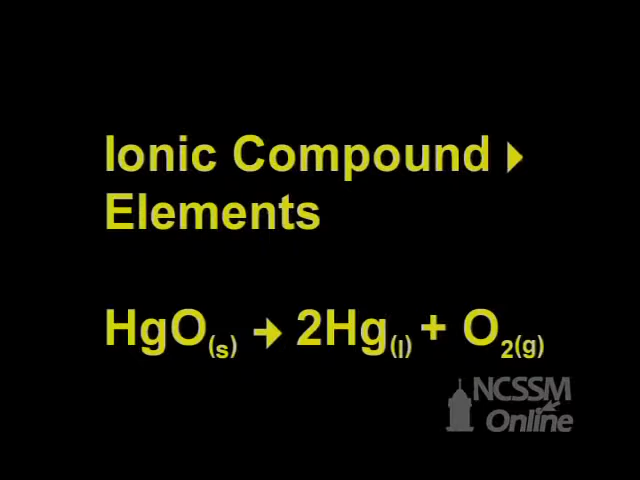 Ionic Compound ▸
Elements
HgO(s) → 2Hg(l) + O2(g)
NCSSM
Online